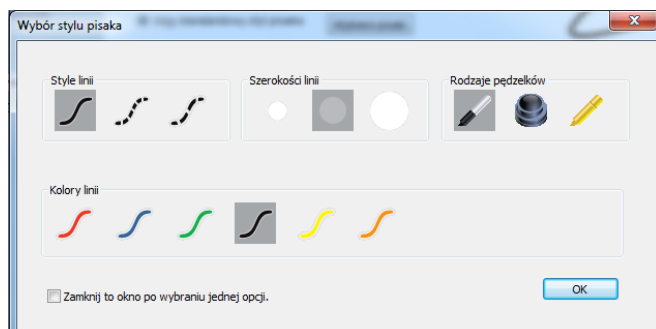 Wybór stylu pisaka
Style linii
Szerokości linii
Rodzaje pędzelków
Kolory linii
Zamknij to okno po wybraniu jednej opcji.
OK